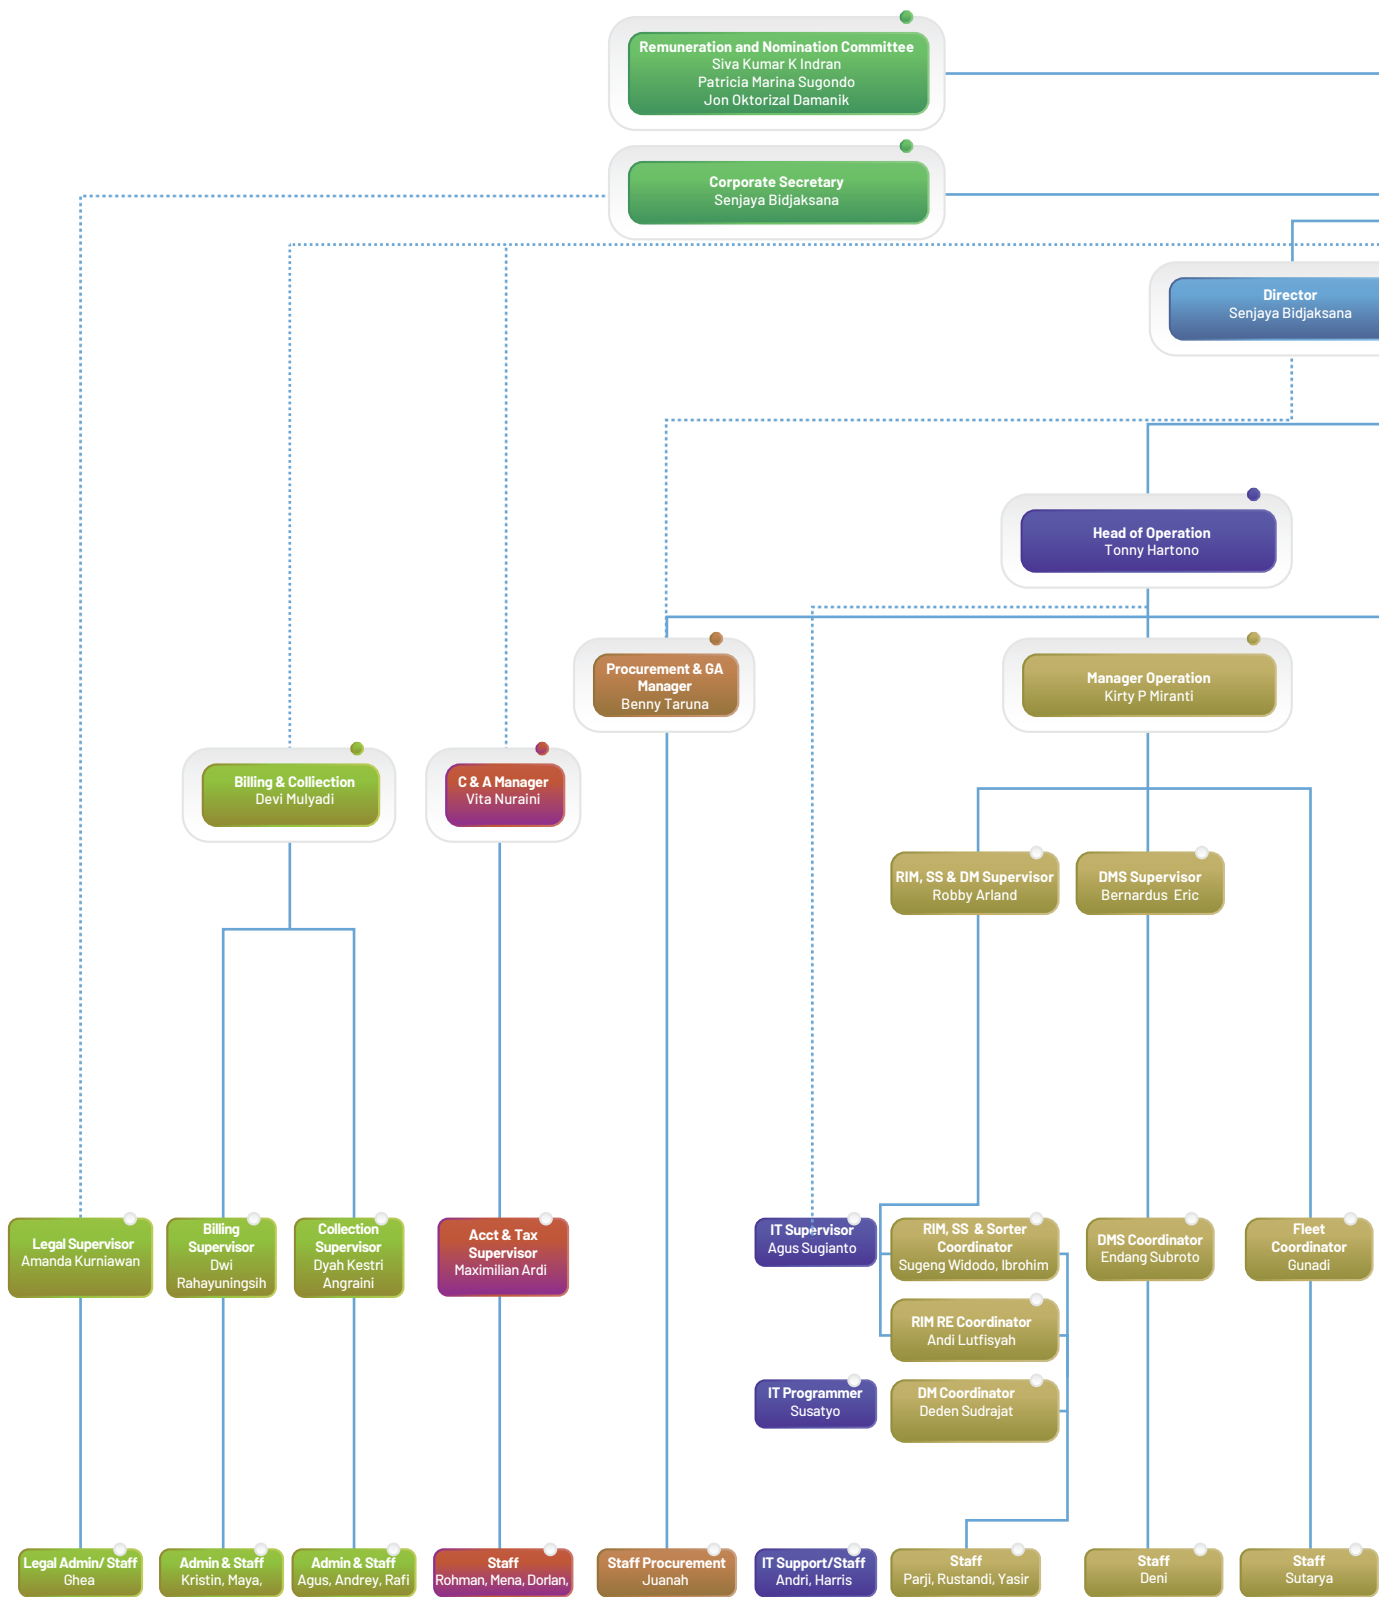 Remuneration and Nomination Committee
Siva Kumar K Indran
Patricia Marina Sugondo
Jon Oktorizal Damanik
Corporate Secretary
Senjaya Bidjaksana
Director
Senjaya Bidjaksana
Head of Operation
Tonny Hartono
Procurement & GA
Manager
Benny Taruna
Manager Operation
Kirty P Miranti
Billing & Colliection
Devi Mulyadi
C & A Manager
Vita Nuraini
RIM, SS & DM Supervisor
Robby Arland
DMS Supervisor
Bernardus Eric
Legal Supervisor
Amanda Kurniawan
Billing
Supervisor
Dwi
Rahayuningsih
Collection
Supervisor
Dyah Kestri
Angraini
Acct & Tax
Supervisor
Maximilian Ardi
IT Supervisor
Agus Sugianto
RIM, SS & Sorter
Coordinator
Sugeng Widodo, Ibrohim
DMS Coordinator
Endang Subroto
Fleet
Coordinator
Gunadi
RIM RE Coordinator
Andi Lutfisyah
IT Programmer
Susatyo
DM Coordinator
Deden Sudrajat
Legal Admin/ Staff
Ghea
Admin & Staff
Kristin, Maya,
Admin & Staff
Agus, Andrey, Rafi
Staff
Rohman, Mena, Dorlan,
Staff Procurement
Juanah
IT Support/Staff
Andri, Harris
Staff
Parji, Rustandi, Yasir
Staff
Deni
Staff
Sutarya